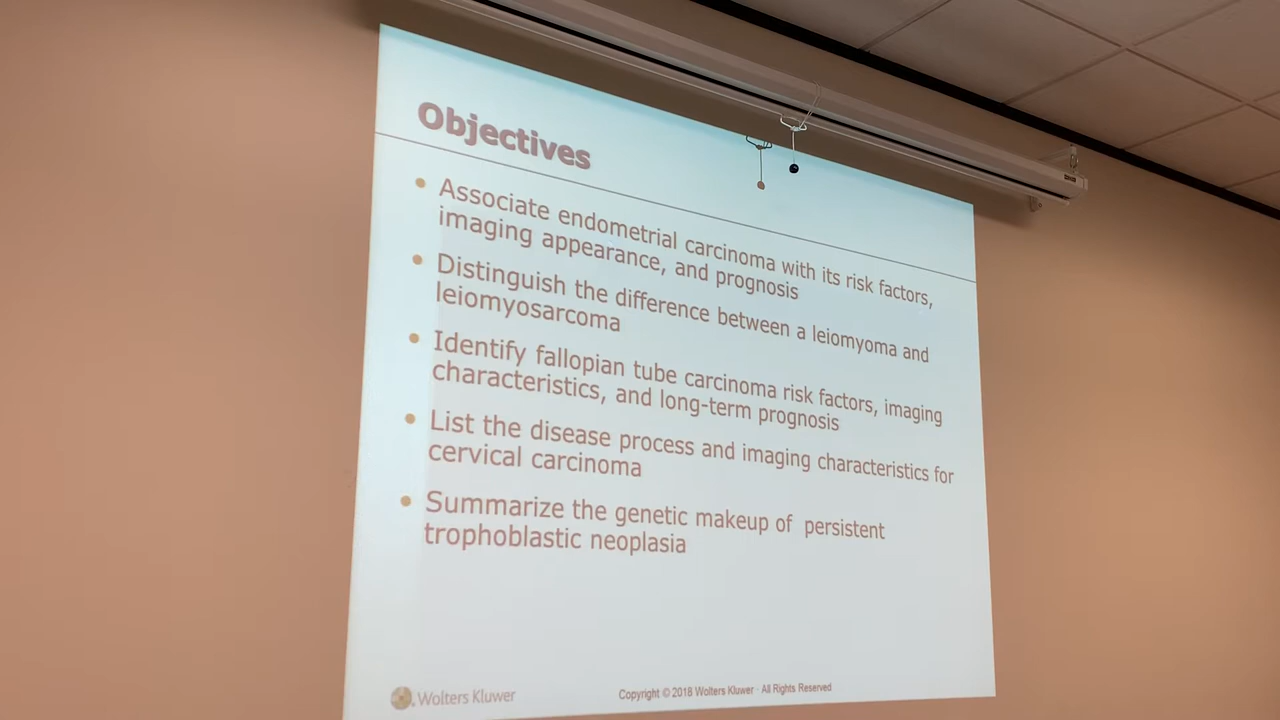 Objectives
• Associate endometrial carcinoma with its risk factors,
imaging appearance, and prognosis
• Distinguish the difference between a leiomyoma and
leiomyosarcoma
• Identify fallopian tube carcinoma risk factors, imaging
characteristics, and long-term prognosis
• List the disease process and imaging characteristics for
cervical carcinoma
• Summarize the genetic makeup of persistent
trophoblastic neoplasia
Wolters Kluwer
Copyright © 2018 Wolters Kluwer · All Rights Reserved